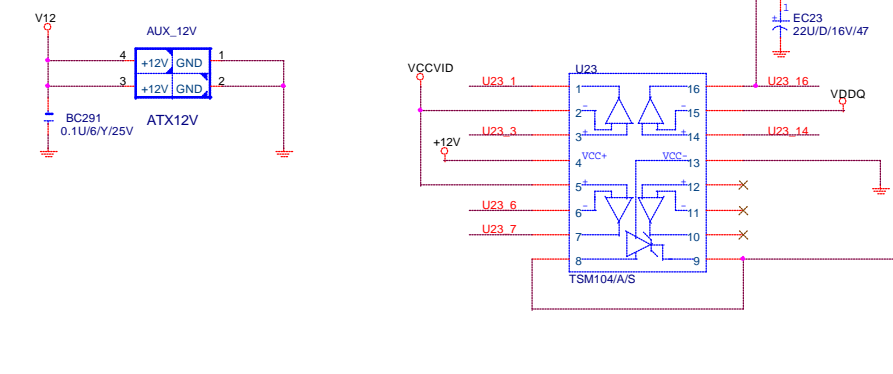 V12
AUX_12V
4
+12V
GND
1
3
+12V
GND
2
BC291
0.1U/6/Y/25V
ATX12V
1
EC23
22U/D/16V/47
VCCVID
U23
U23_1
1
16
U23_16
VDDQ
2
-
-
15
U23_3
3
+
+
14
U23_14
+12V
4
VCC+
VCC-
13
5
+
+
12
U23_6
6
-
-
11
U23_7
7
10
8
9
TSM104/A/S